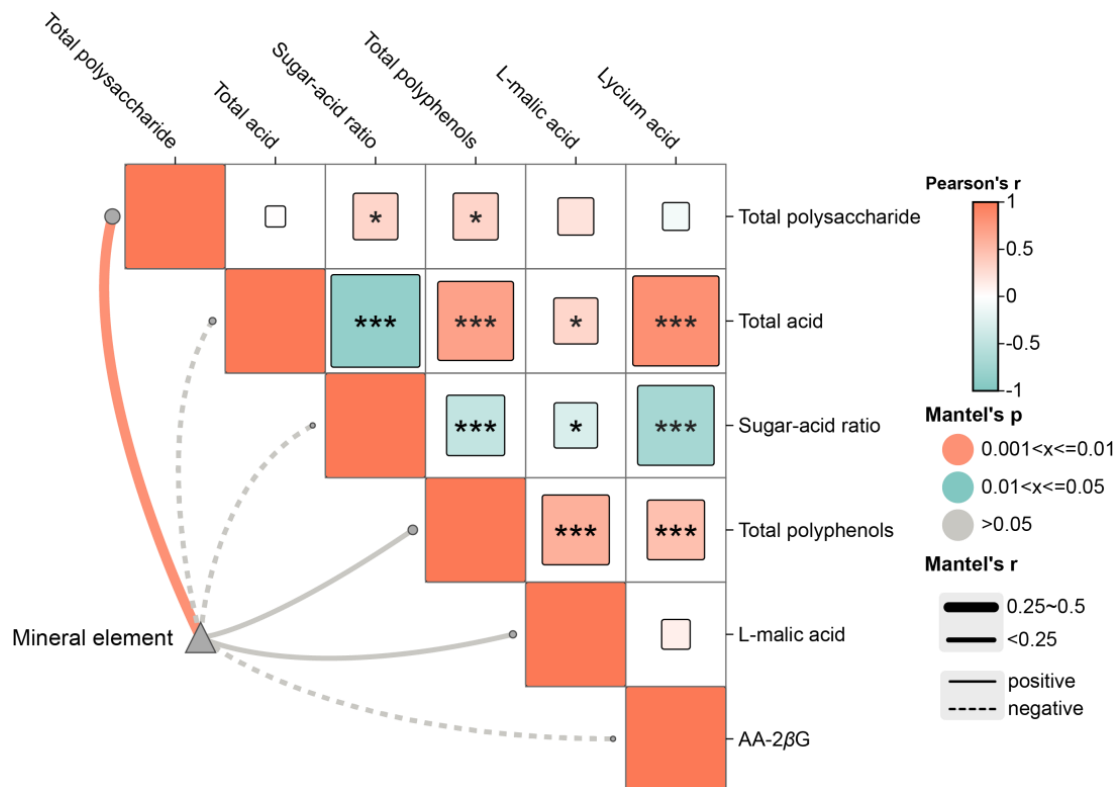 Total polysaccharide
Total acid
Sugar-acid ratio
Total polyphenols
L-malic acid
Lycium acid
* * Total polysaccharide
*** *** * *** Total acid
*** * *** Sugar-acid ratio
*** *** Total polyphenols
L-malic acid
AA-2βG
Mineral element
Pearson's r
1
0.5
0
-0.5
-1
Mantel's p
0.001<x<=0.01
0.01<x<=0.05
>0.05
Mantel's r
0.25~0.5
<0.25
positive
negative